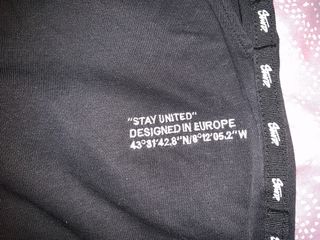 "STAY UNITED"
DESIGNED IN EUROPE
43°31'42.8"N/8°12'05.2"W